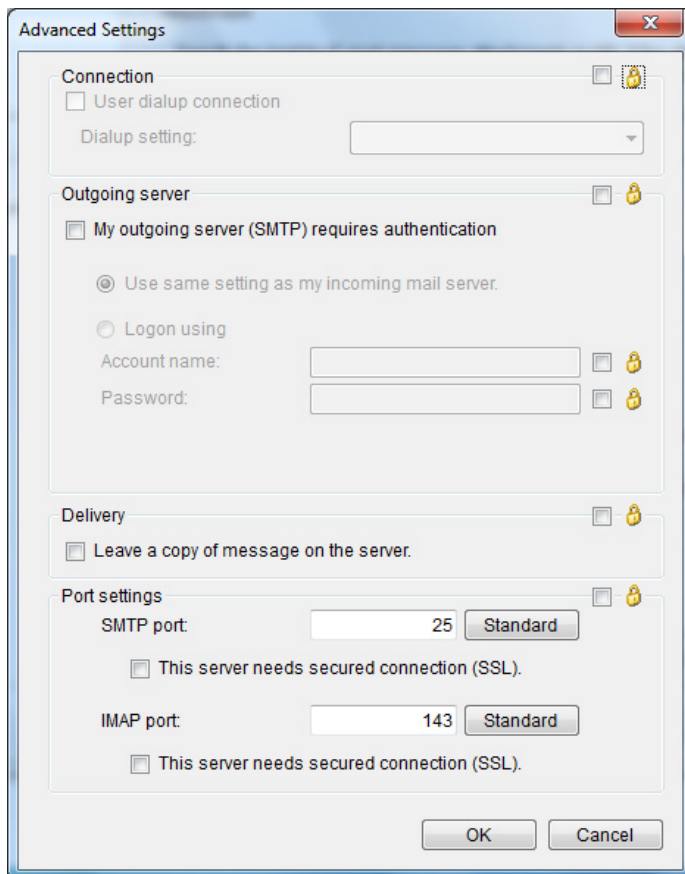 Advanced Settings
Connection
User dialup connection
Dialup setting:
Outgoing server
My outgoing server (SMTP) requires authentication
Use same setting as my incoming mail server.
Logon using
Account name:
Password:
Delivery
Leave a copy of message on the server.
Port settings
SMTP port: 25 Standard
This server needs secured connection (SSL).
IMAP port: 143 Standard
This server needs secured connection (SSL).
OK Cancel